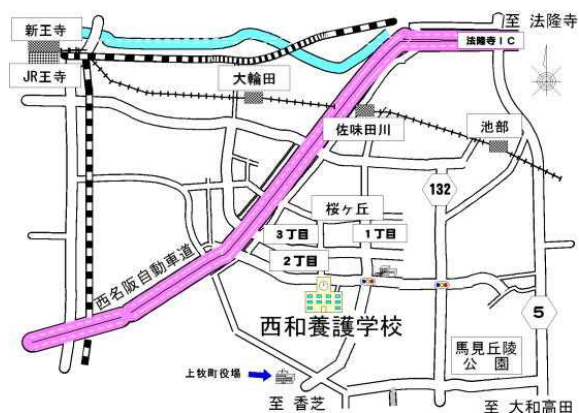 至 法隆寺
新王寺
法隆寺IC
JR王寺
大輪田
佐味田川
池部
132
桜ヶ丘
3丁目
1丁目
2丁目
西名阪自動車道
西和養護学校
5
馬見丘陵
公園
上牧町役場
至 香芝
至 大和高田